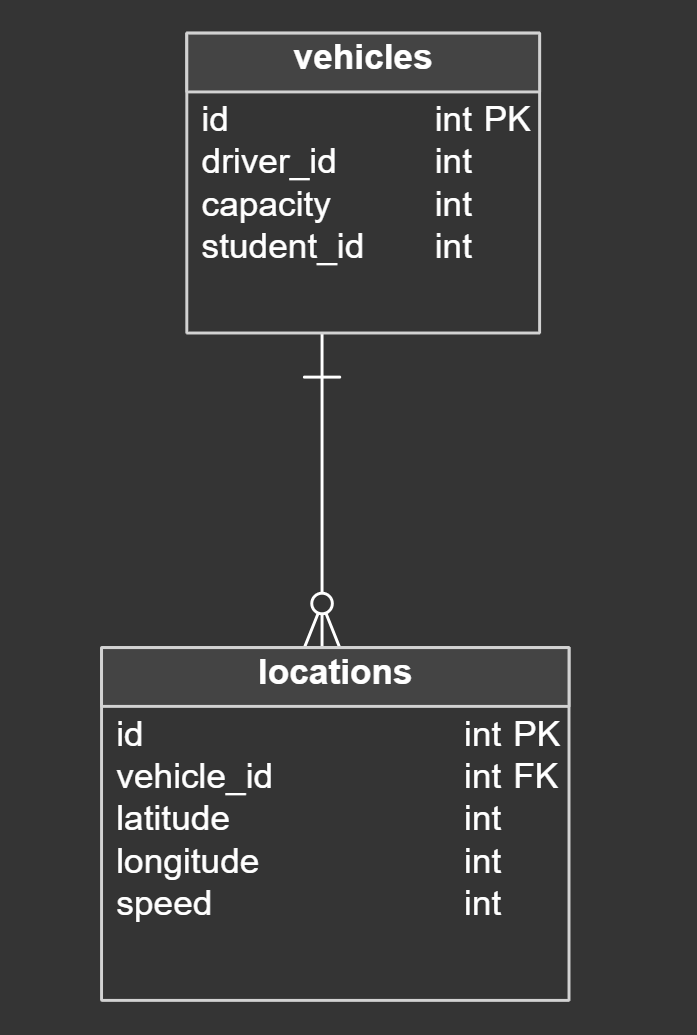 vehicles
id int PK
driver_id int
capacity int
student_id int
locations
id int PK
vehicle_id int FK
latitude int
longitude int
speed int